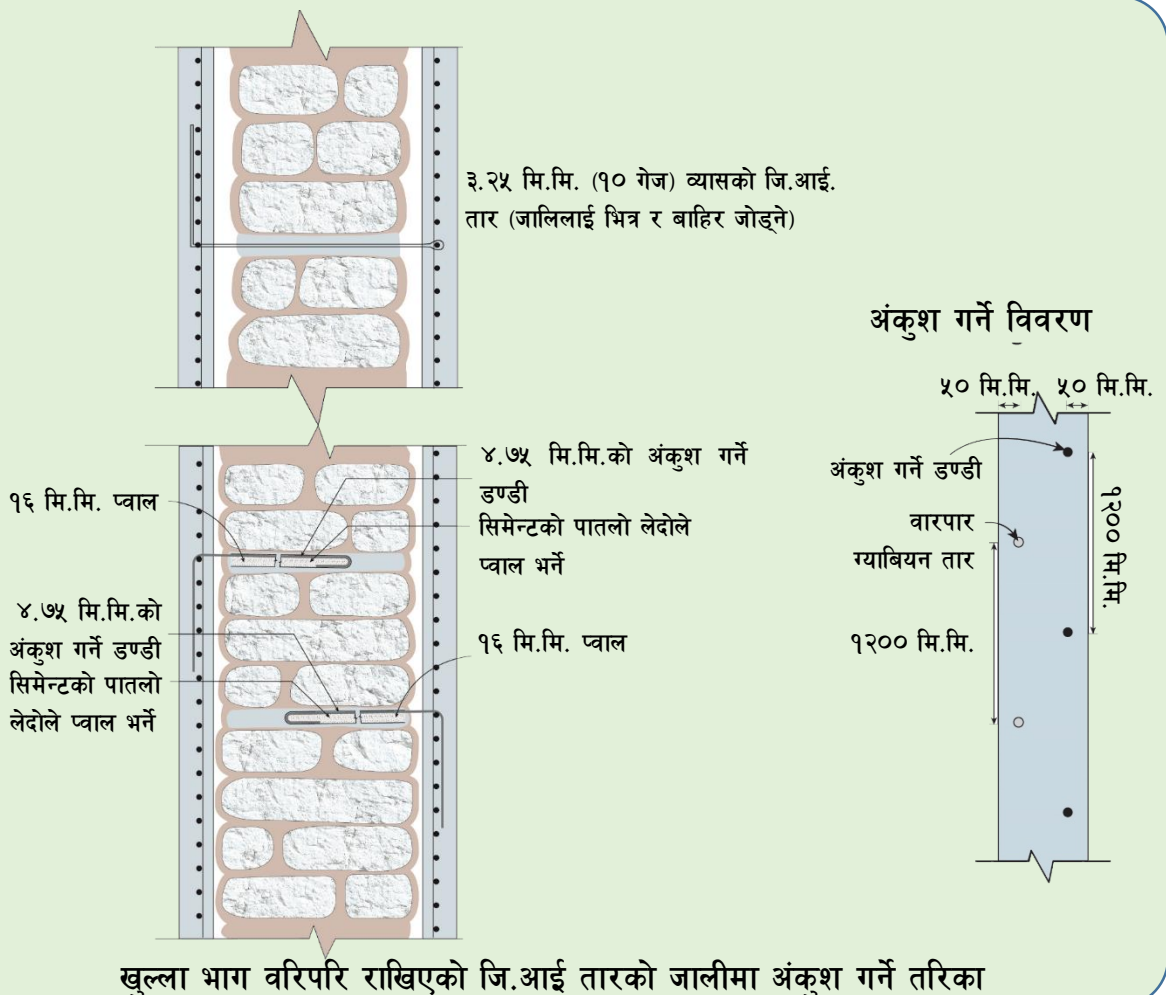 ३.२५ मि.मि. (१० गेज) व्यासको जि.आई.
तार (जालिलाई भित्र र बाहिर जोड्ने)
अंकुश गर्ने विवरण
५० मि.मि. ५० मि.मि.
अंकुश गर्ने डण्डी
वारपार
ग्याबियन तार
१२०० मि.मि.
१२०० मि.मि.
४.७५ मि.मि.को अंकुश गर्ने
डण्डी
सिमेन्टको पातलो लेदोले
प्वाल भर्ने
१६ मि.मि. प्वाल
४.७५ मि.मि.को
अंकुश गर्ने डण्डी
सिमेन्टको पातलो
लेदोले प्वाल भर्ने
१६ मि.मि. प्वाल
खुल्ला भाग वरिपरि राखिएको जि.आई तारको जालीमा अंकुश गर्ने तरिका